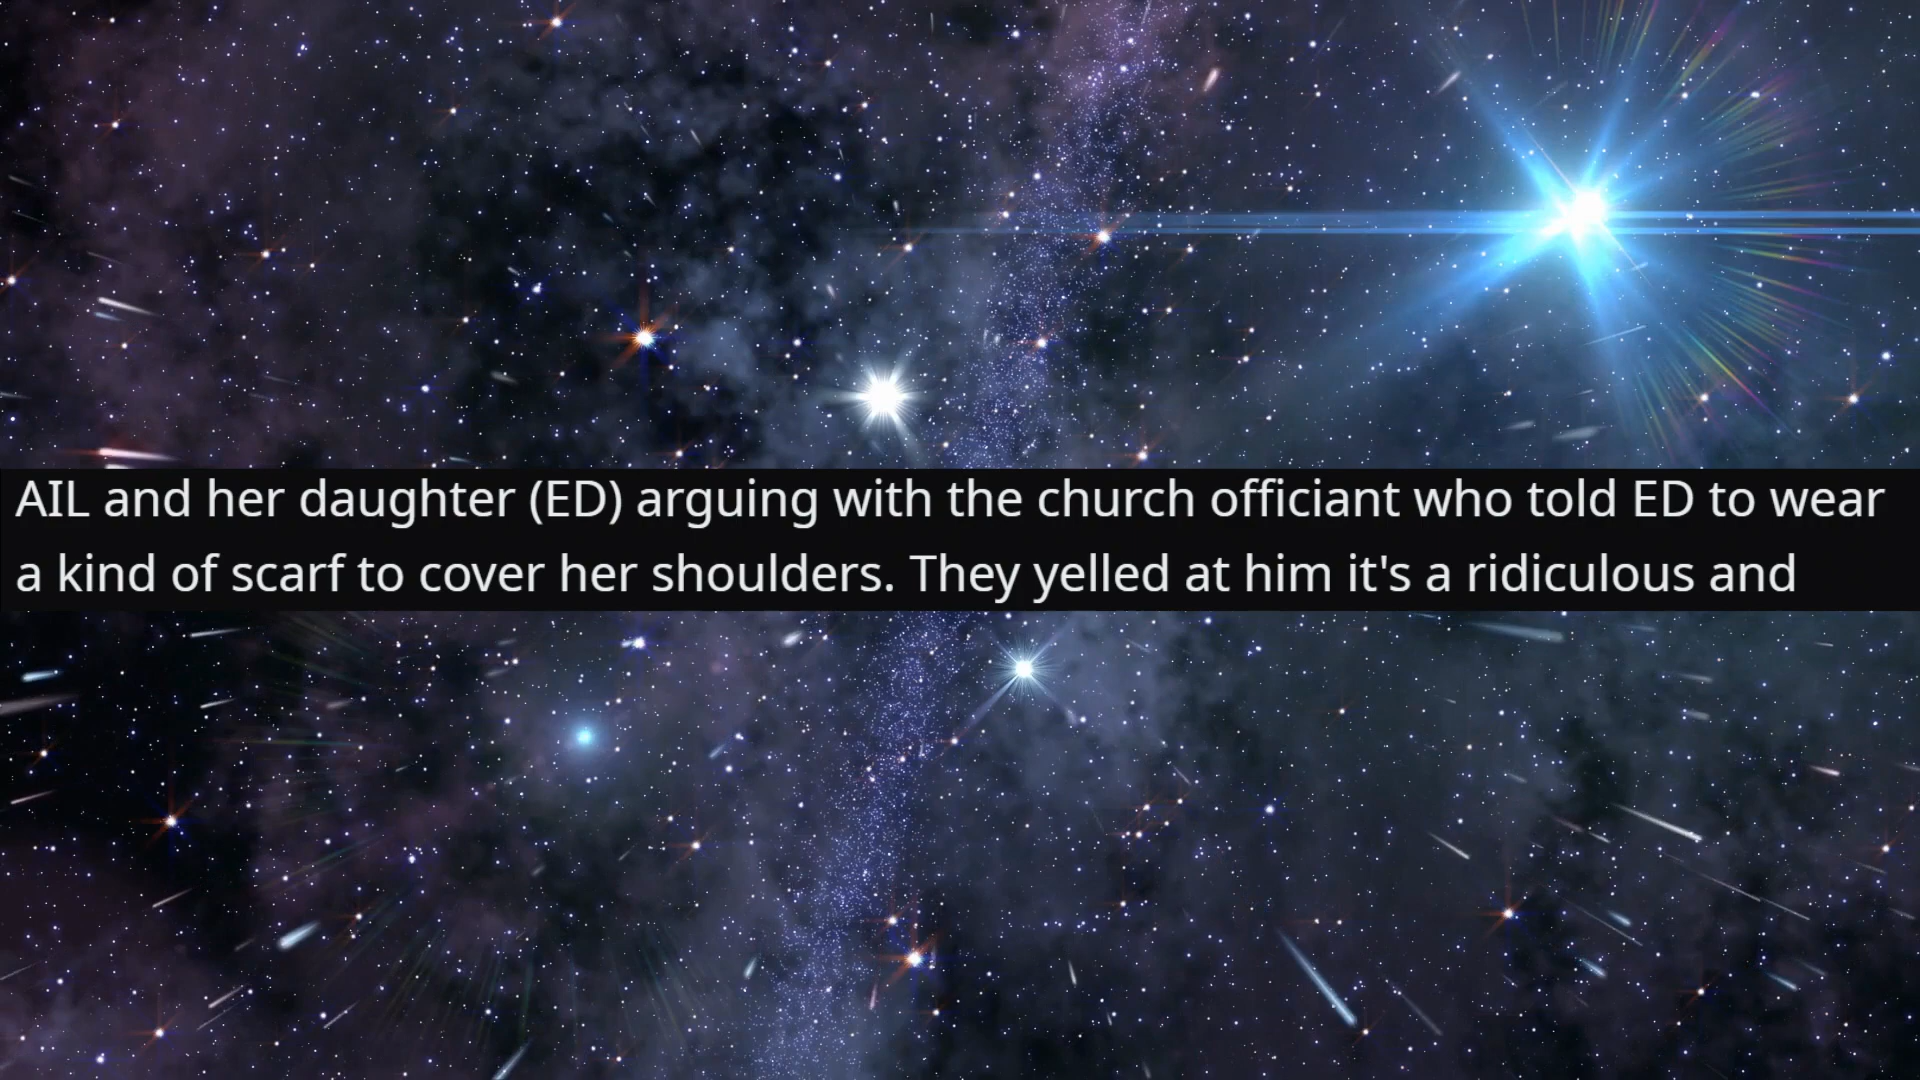 AIL and her daughter (ED) arguing with the church officiant who told ED to wear
a kind of scarf to cover her shoulders. They yelled at him it's a ridiculous and